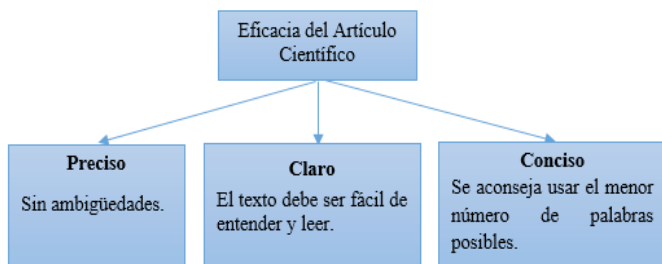 Eficacia del Artículo
Científico
Preciso
Sin ambigüedades.
Claro
El texto debe ser fácil de
entender y leer.
Conciso
Se aconseja usar el menor
número de palabras
posibles.